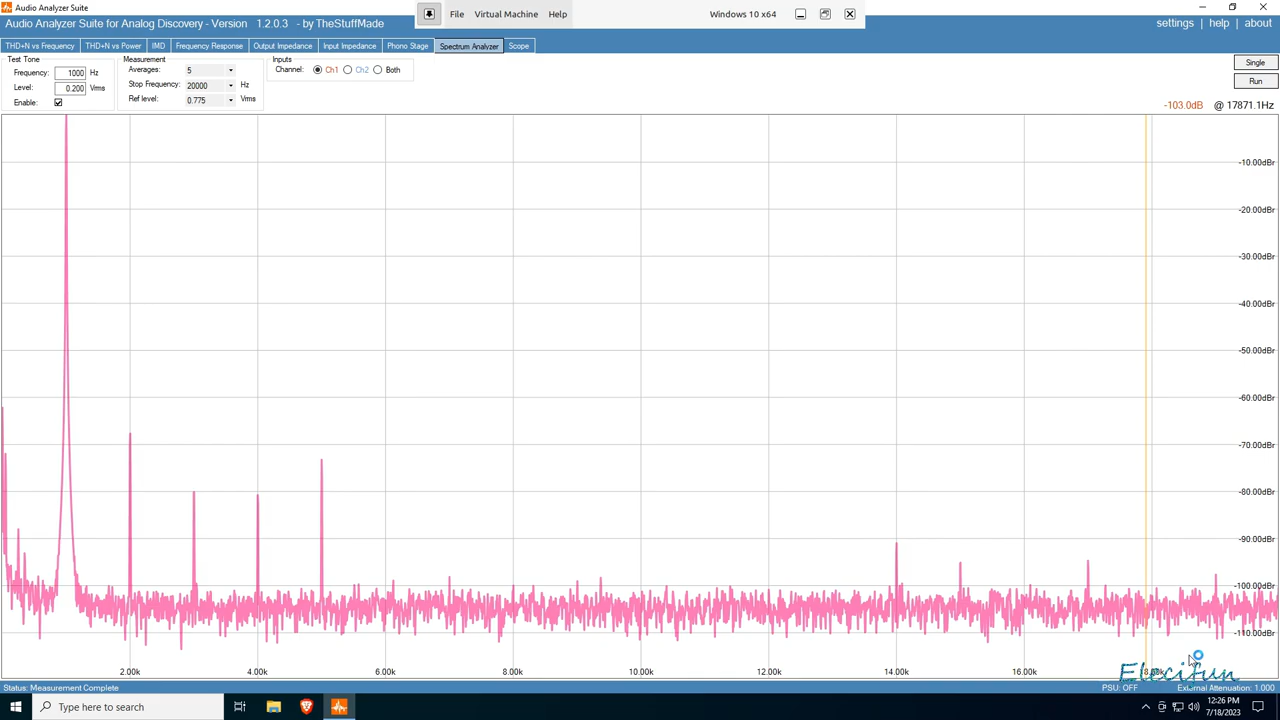 Audio Analyzer Suite
File Virtual Machine Help Windows 10 x64
Audio Analyzer Suite for Analog Discovery - Version 1.2.0.3 - by TheStuffMade
settings | help | about
THD+N vs Frequency THD+N vs Power IMD Frequency Response Output Impedance Input Impedance Phono Stage Spectrum Analyzer Scope
Test Tone Measurement Inputs
Frequency: 1000 Hz Averages: 5 Channel: Ch1 Ch2 Both Single
Level: 0.200 Vrms Stop Frequency: 20000 Hz Run
Enable: Ref level: 0.775 Vrms
-103.0dB @ 17871.1Hz
-10.00dBr
-20.00dBr
-30.00dBr
-40.00dBr
-50.00dBr
-60.00dBr
-70.00dBr
-80.00dBr
-90.00dBr
-100.00dBr
-110.00dBr
2.00k 4.00k 6.00k 8.00k 10.00k 12.00k 14.00k 16.00k
Status: Measurement Complete PSU: OFF External Attenuation: 1.000
Type here to search
12:26 PM
7/18/2023